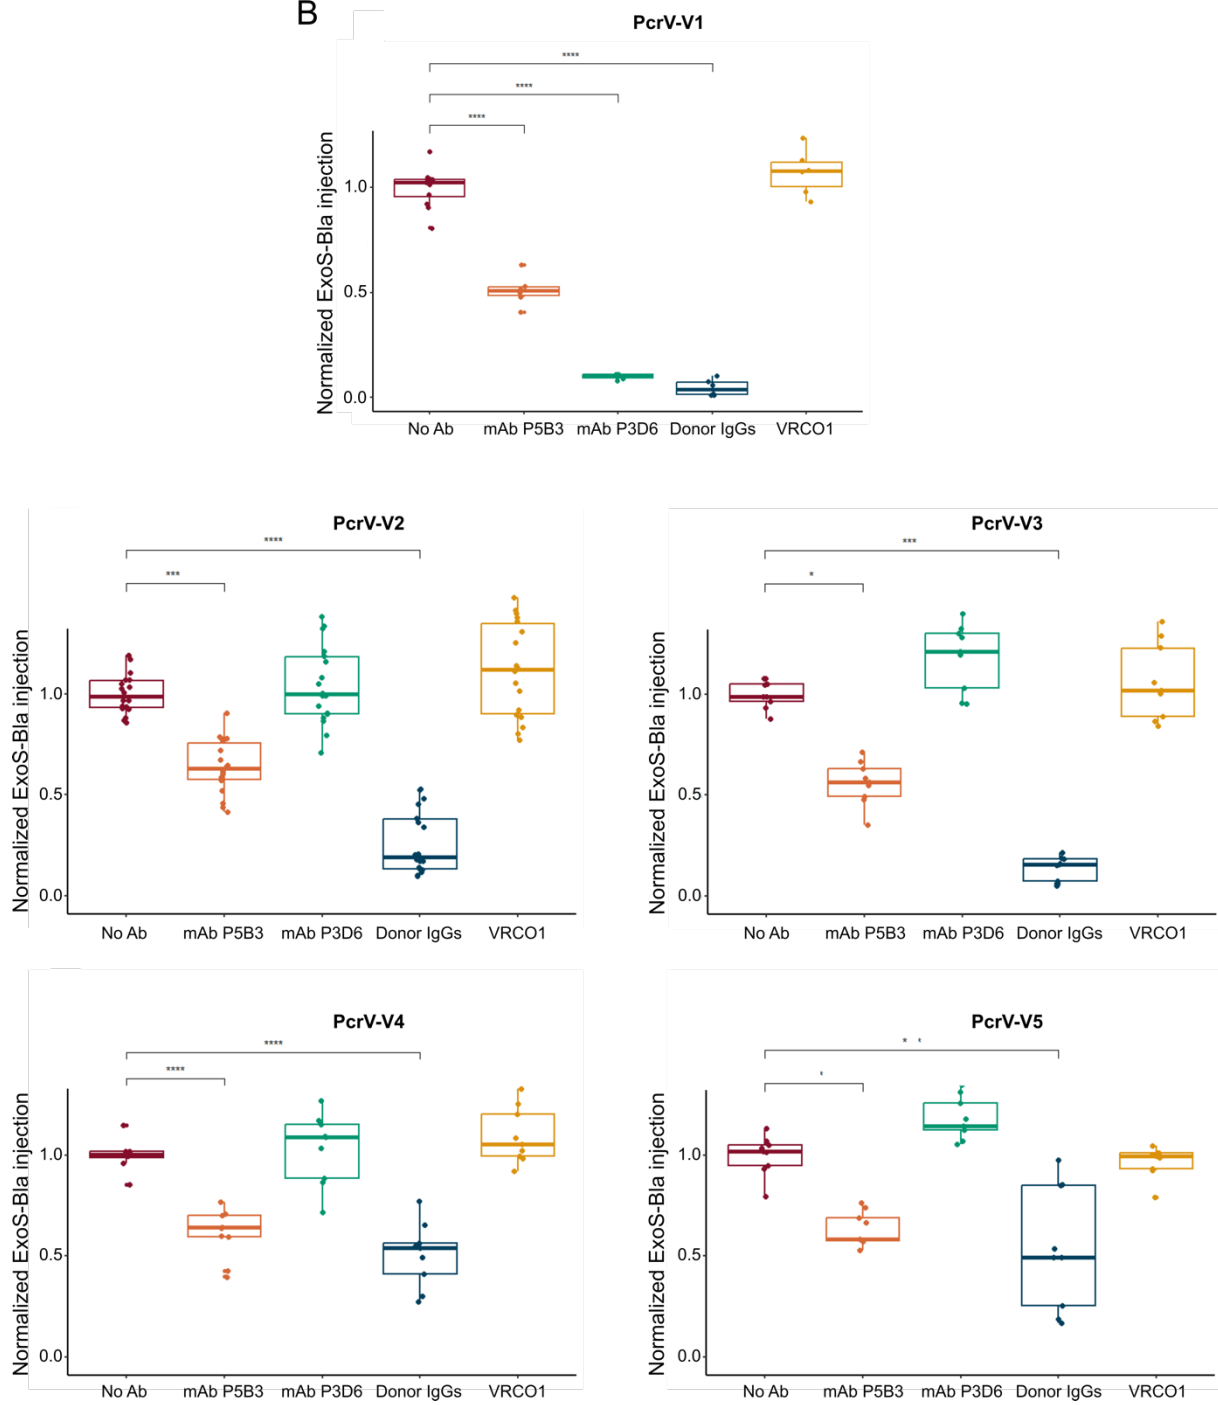 B
PcrV-V1
****
****
****
Normalized ExoS-Bla injection
1.0
0.5
0.0
No Ab mAb P5B3 mAb P3D6 Donor IgGs VRCO1
PcrV-V2
****
***
Normalized ExoS-Bla injection
1.0
0.5
0.0
No Ab mAb P5B3 mAb P3D6 Donor IgGs VRCO1
PcrV-V3
***
*
Normalized ExoS-Bla injection
1.0
0.5
0.0
No Ab mAb P5B3 mAb P3D6 Donor IgGs VRCO1
PcrV-V4
****
****
Normalized ExoS-Bla injection
1.0
0.5
0.0
No Ab mAb P5B3 mAb P3D6 Donor IgGs VRCO1
PcrV-V5
* *
*
Normalized ExoS-Bla injection
1.0
0.5
0.0
No Ab mAb P5B3 mAb P3D6 Donor IgGs VRCO1